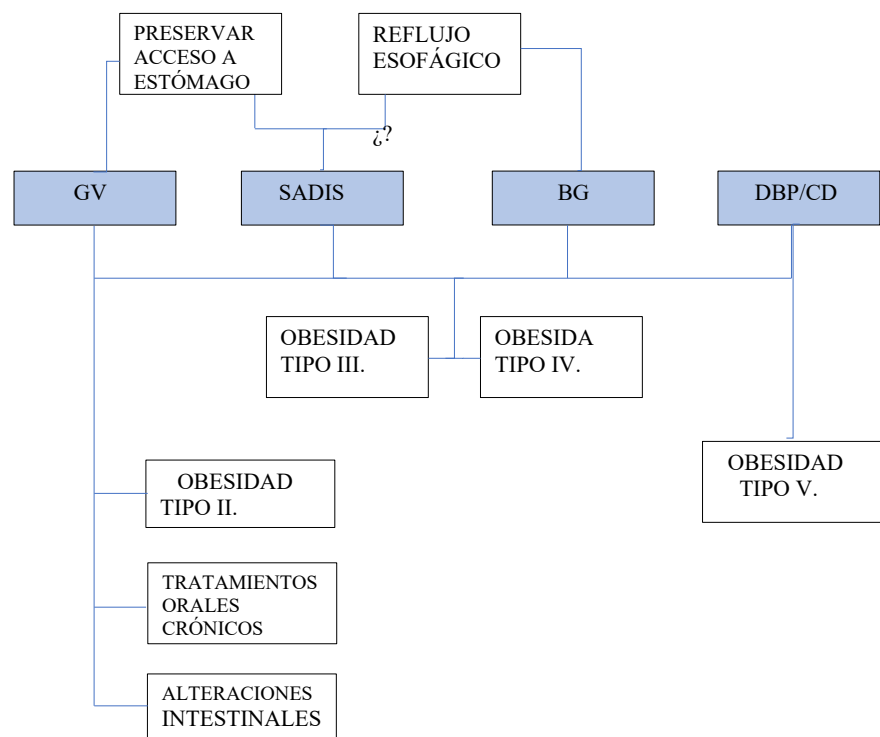 PRESERVAR
ACCESO A
ESTÓMAGO
REFLUJO
ESOFÁGICO
¿?
GV
SADIS
BG
DBP/CD
OBESIDAD
TIPO III.
OBESIDA
TIPO IV.
OBESIDAD
TIPO II.
OBESIDAD
TIPO V.
TRATAMIENTOS
ORALES
CRÓNICOS
ALTERACIONES
INTESTINALES